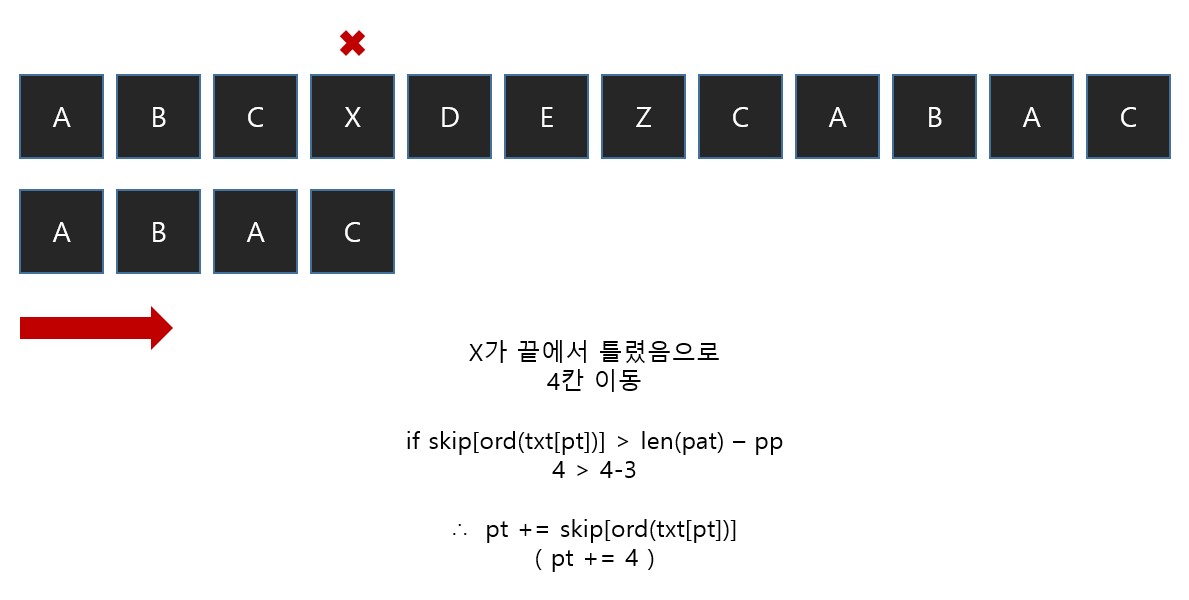 ✖
A B C X D E Z C A B A C
A B A C
X가 끝에서 틀렸음으로
4칸 이동
if skip[ord(txt[pt])] > len(pat) – pp
4 > 4-3
∴ pt += skip[ord(txt[pt])]
( pt += 4 )